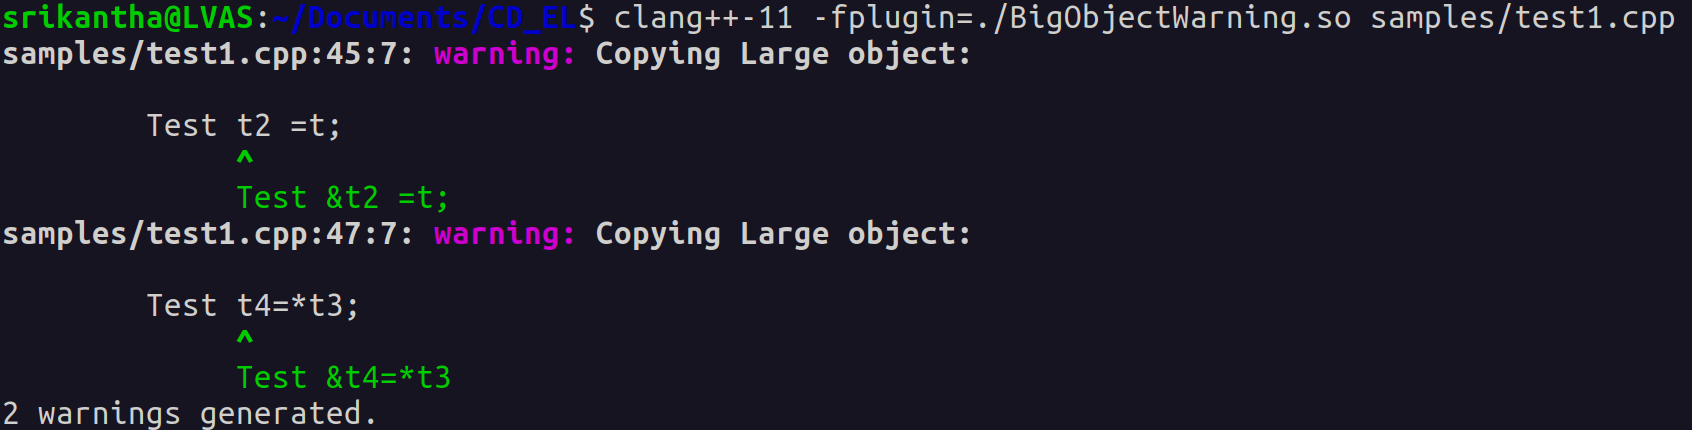 srikantha@LVAS:~/Documents/CD_EL$ clang++-11 -fplugin=./BigObjectWarning.so samples/test1.cpp
samples/test1.cpp:45:7: warning: Copying Large object:
Test t2 =t;
^
Test &t2 =t;
samples/test1.cpp:47:7: warning: Copying Large object:
Test t4=*t3;
^
Test &t4=*t3
2 warnings generated.